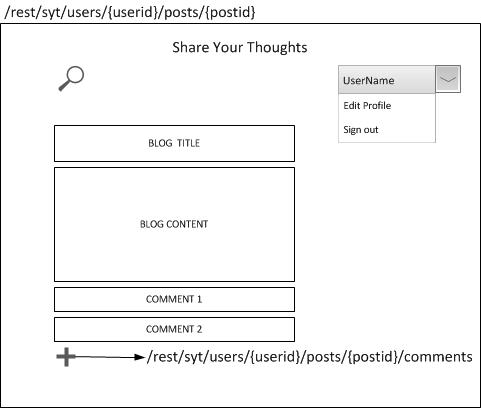 /rest/syt/users/{userid}/posts/{postid}
Share Your Thoughts
UserName
Edit Profile
Sign out
BLOG TITLE
BLOG CONTENT
COMMENT 1
COMMENT 2
/rest/syt/users/{userid}/posts/{postid}/comments